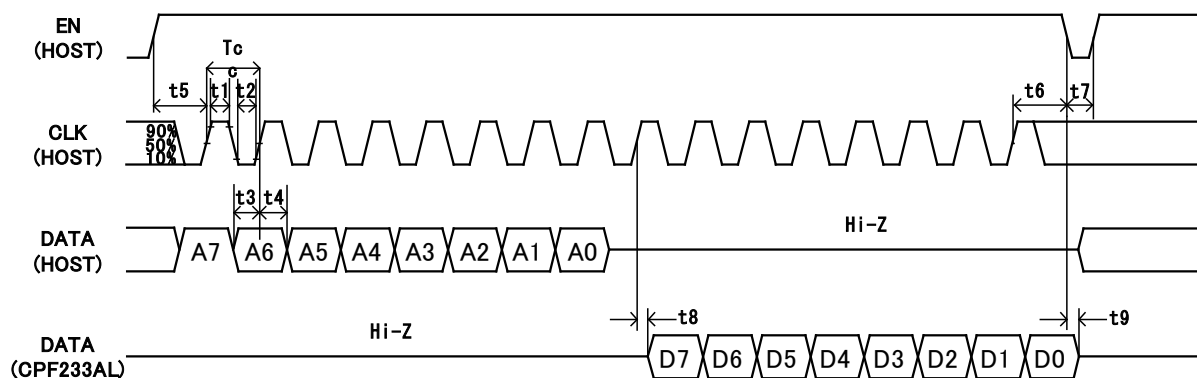 EN
(HOST)
Tc
c
t5
t1
t2
t6
t7
CLK
(HOST)
90%
50%
10%
t3
t4
Hi-Z
DATA
(HOST)
A7 A6 A5 A4 A3 A2 A1 A0
Hi-Z
t8
t9
DATA
(CPF233AL)
D7 D6 D5 D4 D3 D2 D1 D0